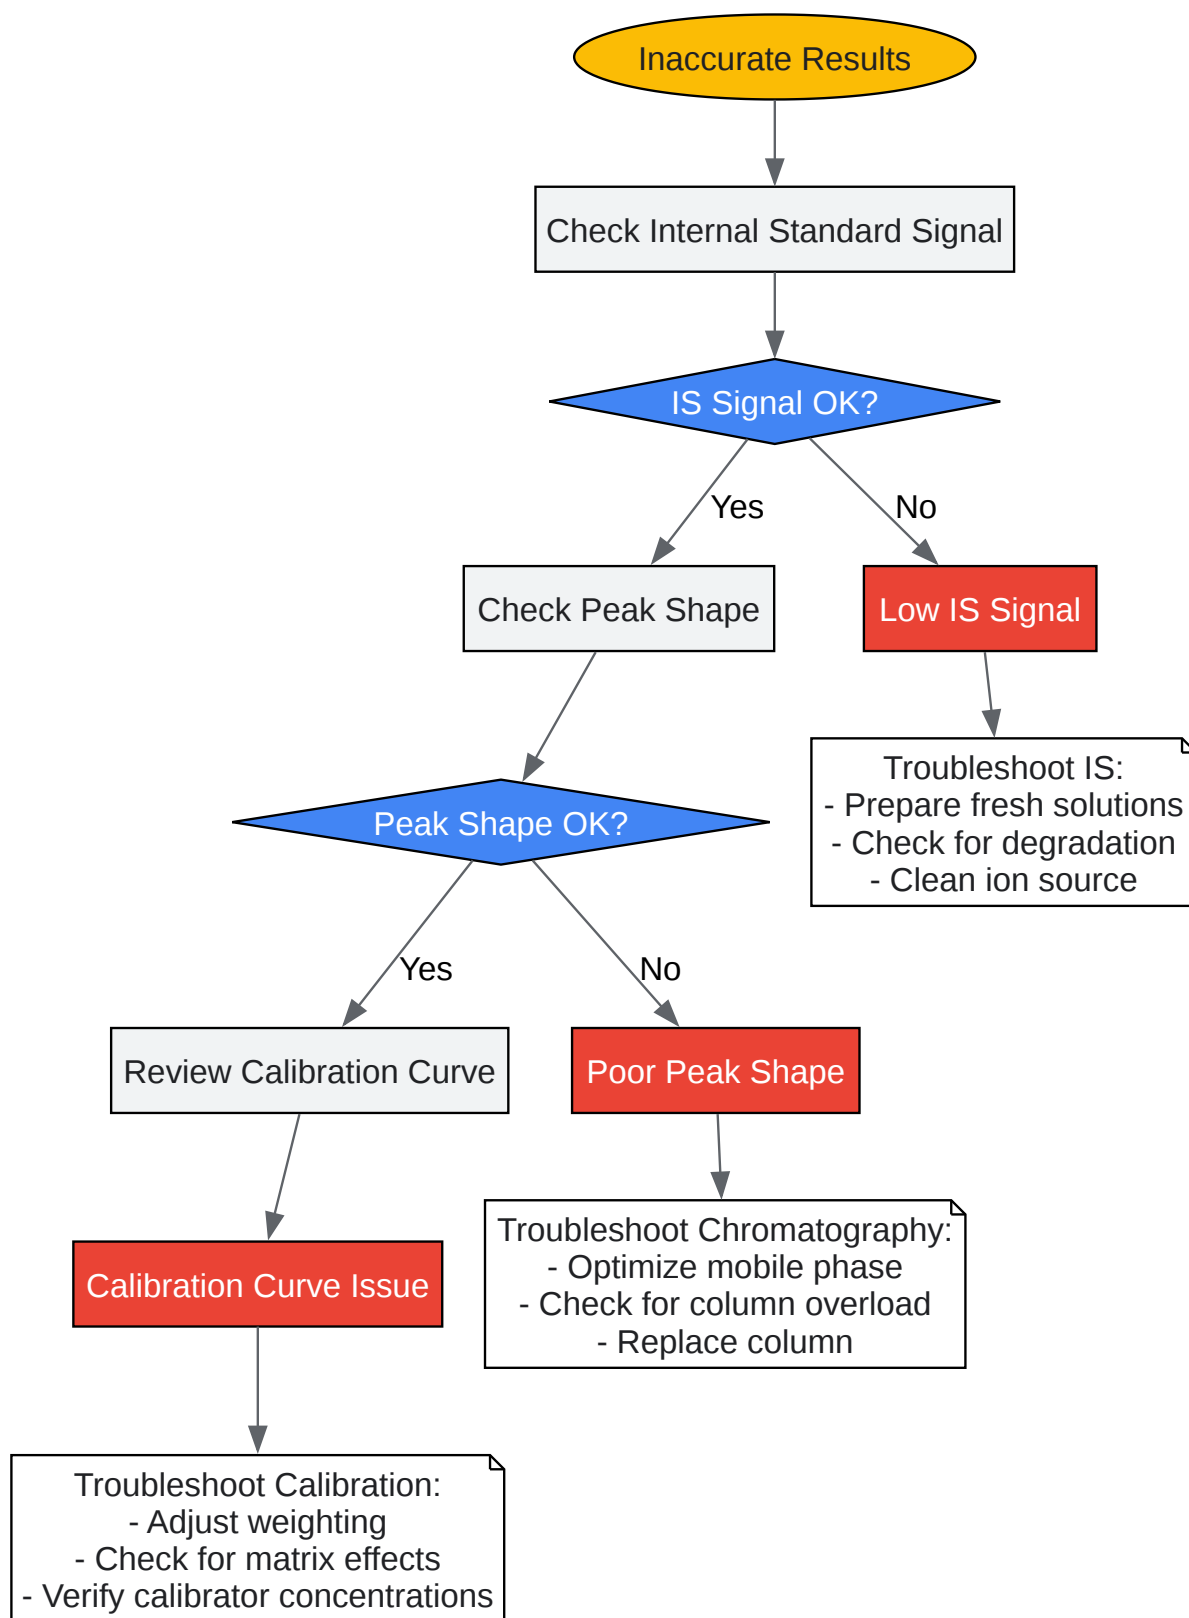 Inaccurate Results
Check Internal Standard Signal
IS Signal OK?
Yes
No
Check Peak Shape
Low IS Signal
Troubleshoot IS:
- Prepare fresh solutions
- Check for degradation
- Clean ion source
Peak Shape OK?
Yes
No
Review Calibration Curve
Poor Peak Shape
Troubleshoot Chromatography:
- Optimize mobile phase
- Check for column overload
- Replace column
Calibration Curve Issue
Troubleshoot Calibration:
- Adjust weighting
- Check for matrix effects
- Verify calibrator concentrations